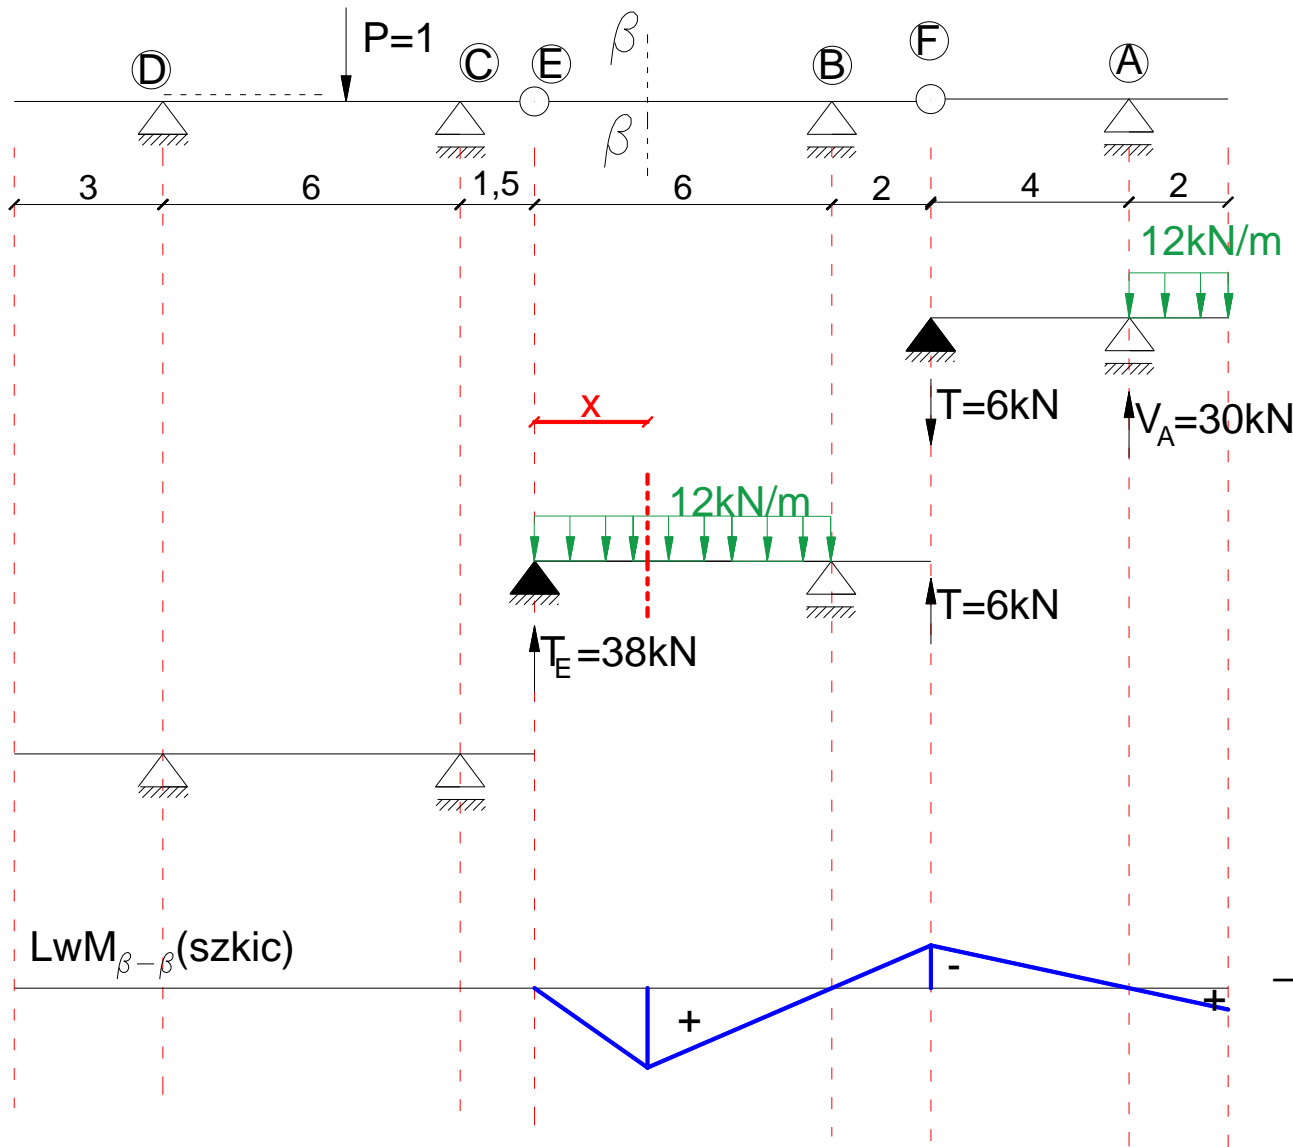 P=1
β
F
D
C
E
B
A
β
3
6
1,5
6
2
4
2
12kN/m
x
T=6kN
V_A=30kN
12kN/m
T=6kN
T_E=38kN
LwM_β−β(szkic)
-
+
+
−